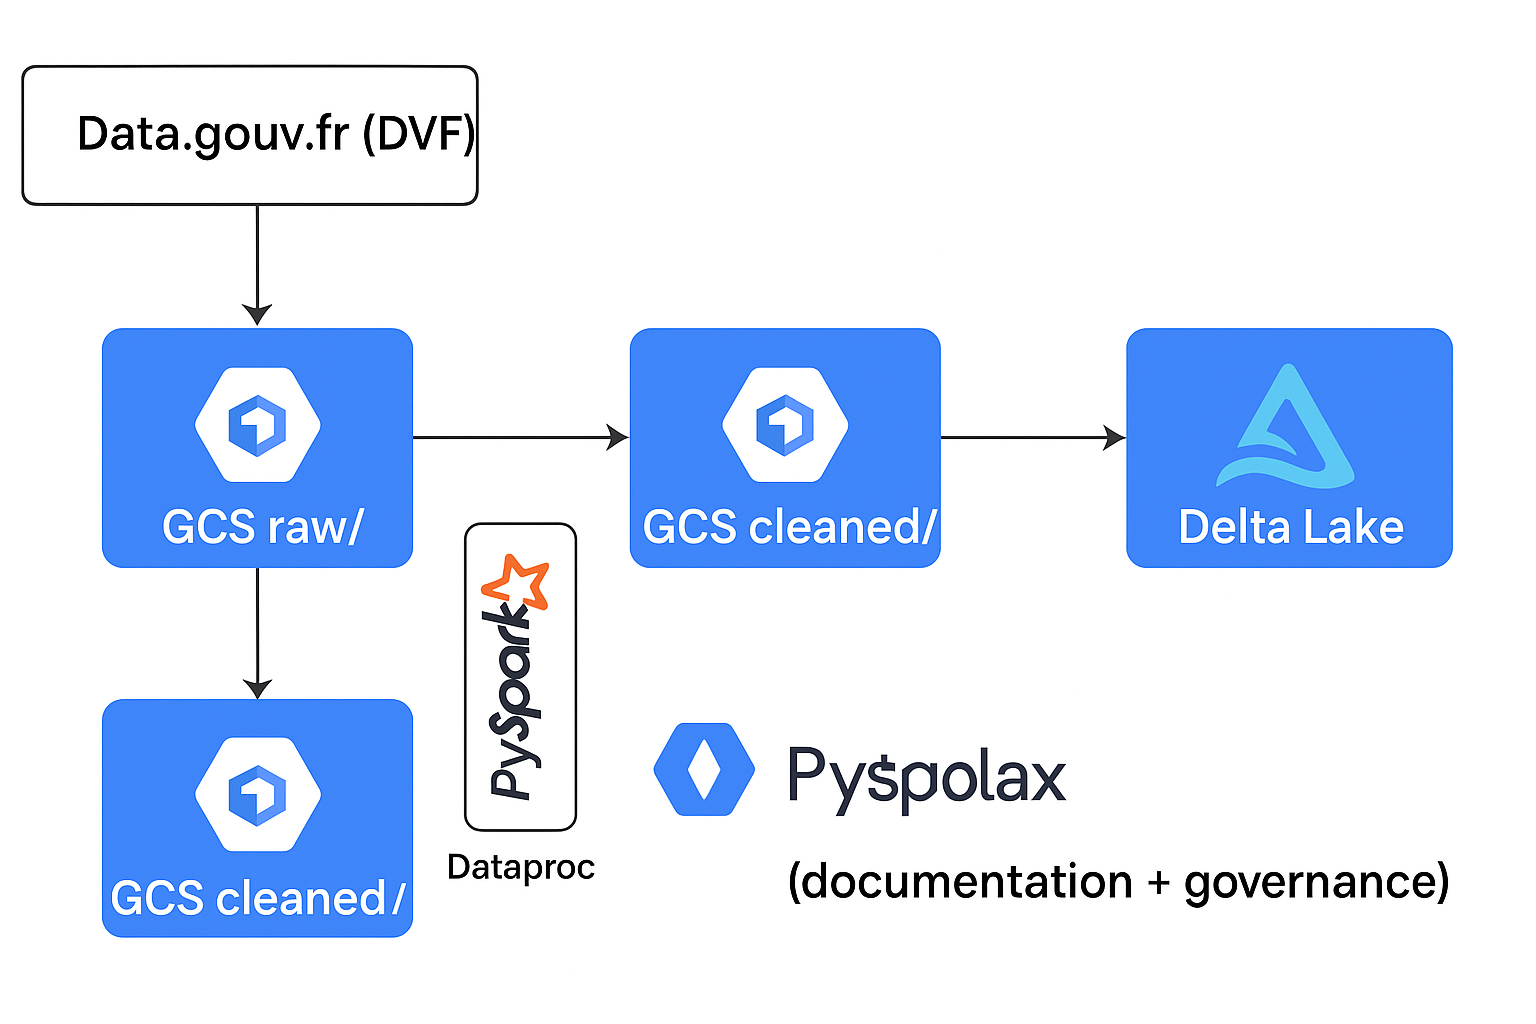 Data.gouv.fr (DVF)
GCS raw/
GCS cleaned/
Delta Lake
PySpark
Dataproc
GCS cleaned/
Pyspolax
(documentation + governance)